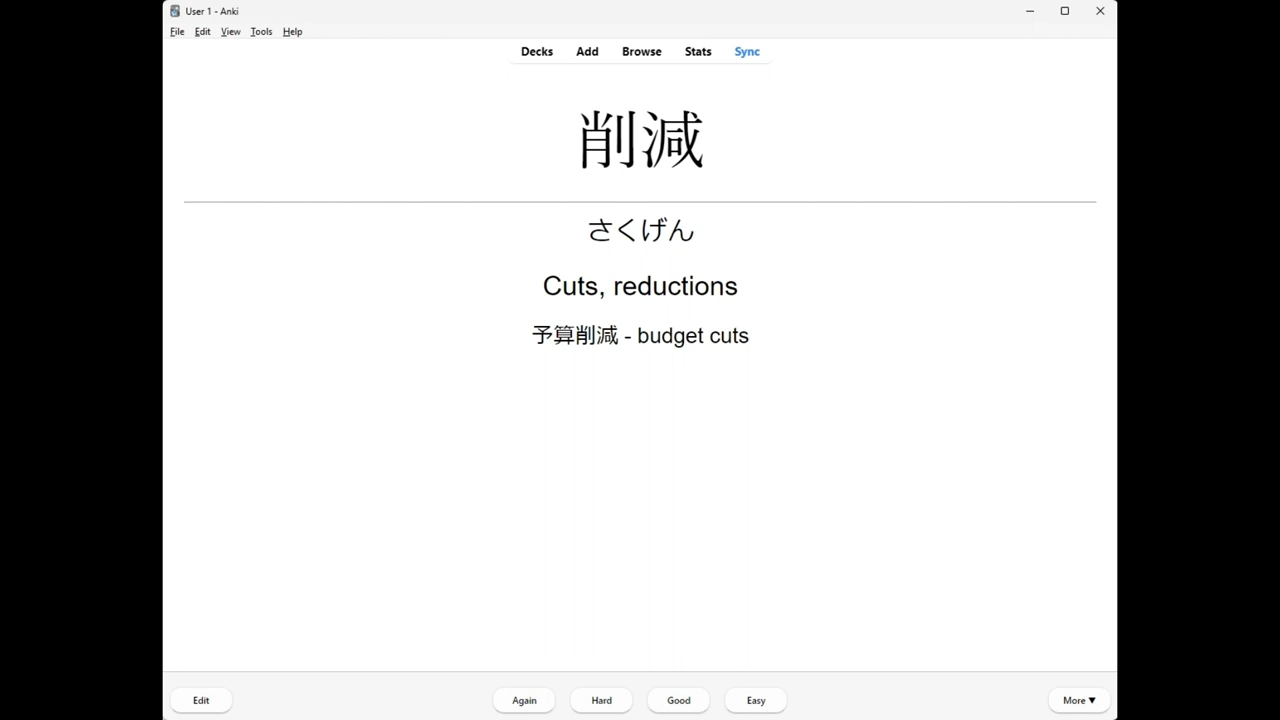 User 1 - Anki
File Edit View Tools Help
Decks Add Browse Stats Sync
削減
さくげん
Cuts, reductions
予算削減 - budget cuts
Edit Again Hard Good Easy More ▼